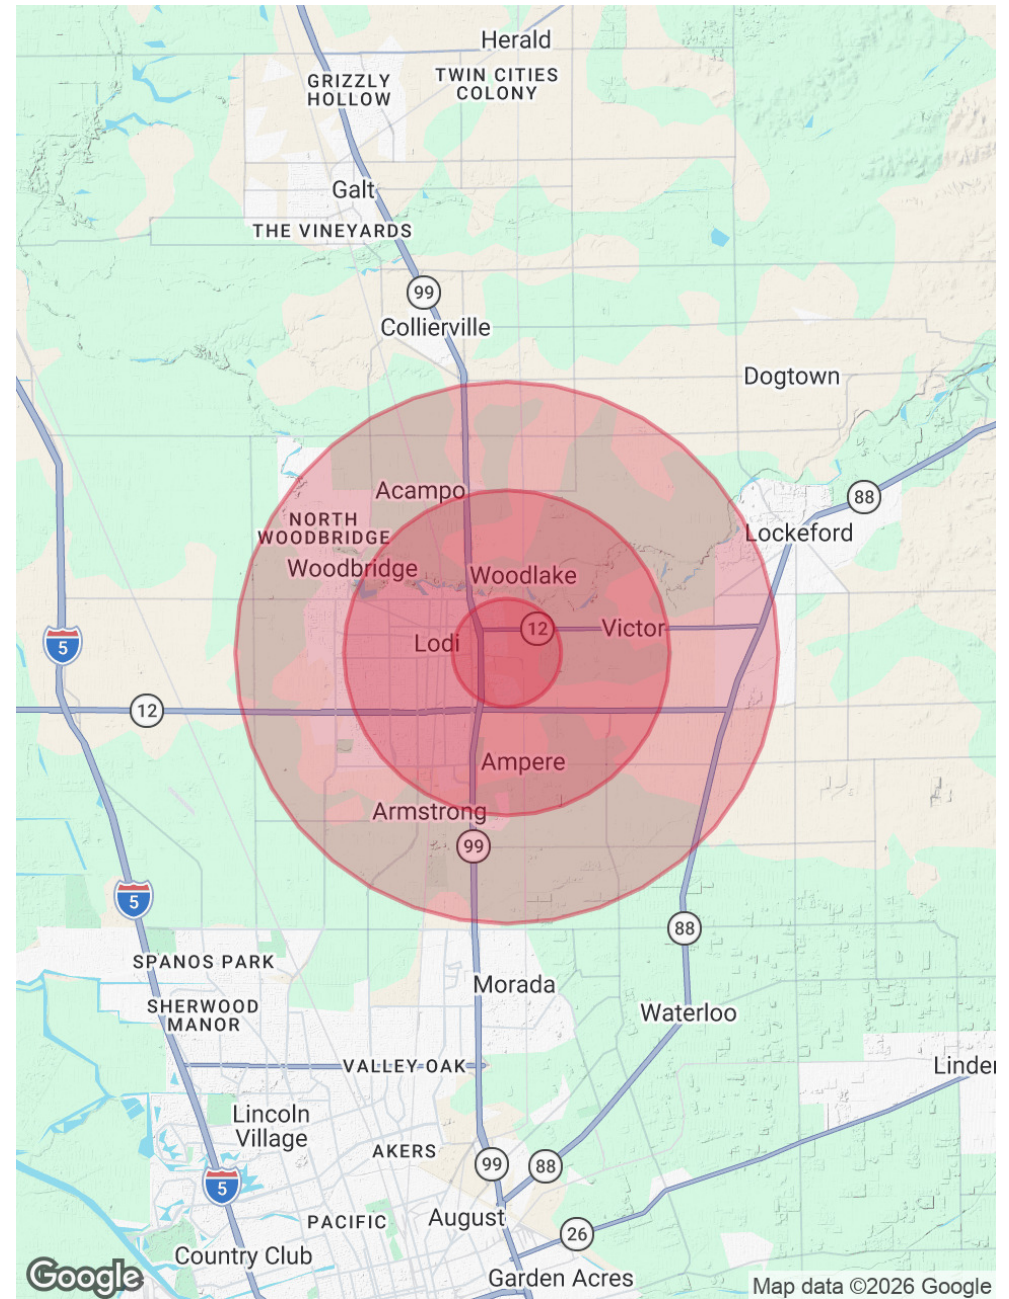 Herald
TWIN CITIES
COLONY
GRIZZLY
HOLLOW
Galt
THE VINEYARDS
99
Collierville
Dogtown
Acampo
88
NORTH
WOODBRIDGE
Lockeford
Woodbridge
Woodlake
12
Victor
Lodi
5
12
Ampere
Armstrong
99
5
88
SPANOS PARK
Morada
SHERWOOD
MANOR
Waterloo
VALLEY OAK
Linden
Lincoln
Village
AKERS
99
88
5
PACIFIC
August
26
Country Club
Garden Acres
Google
Map data ©2026 Google